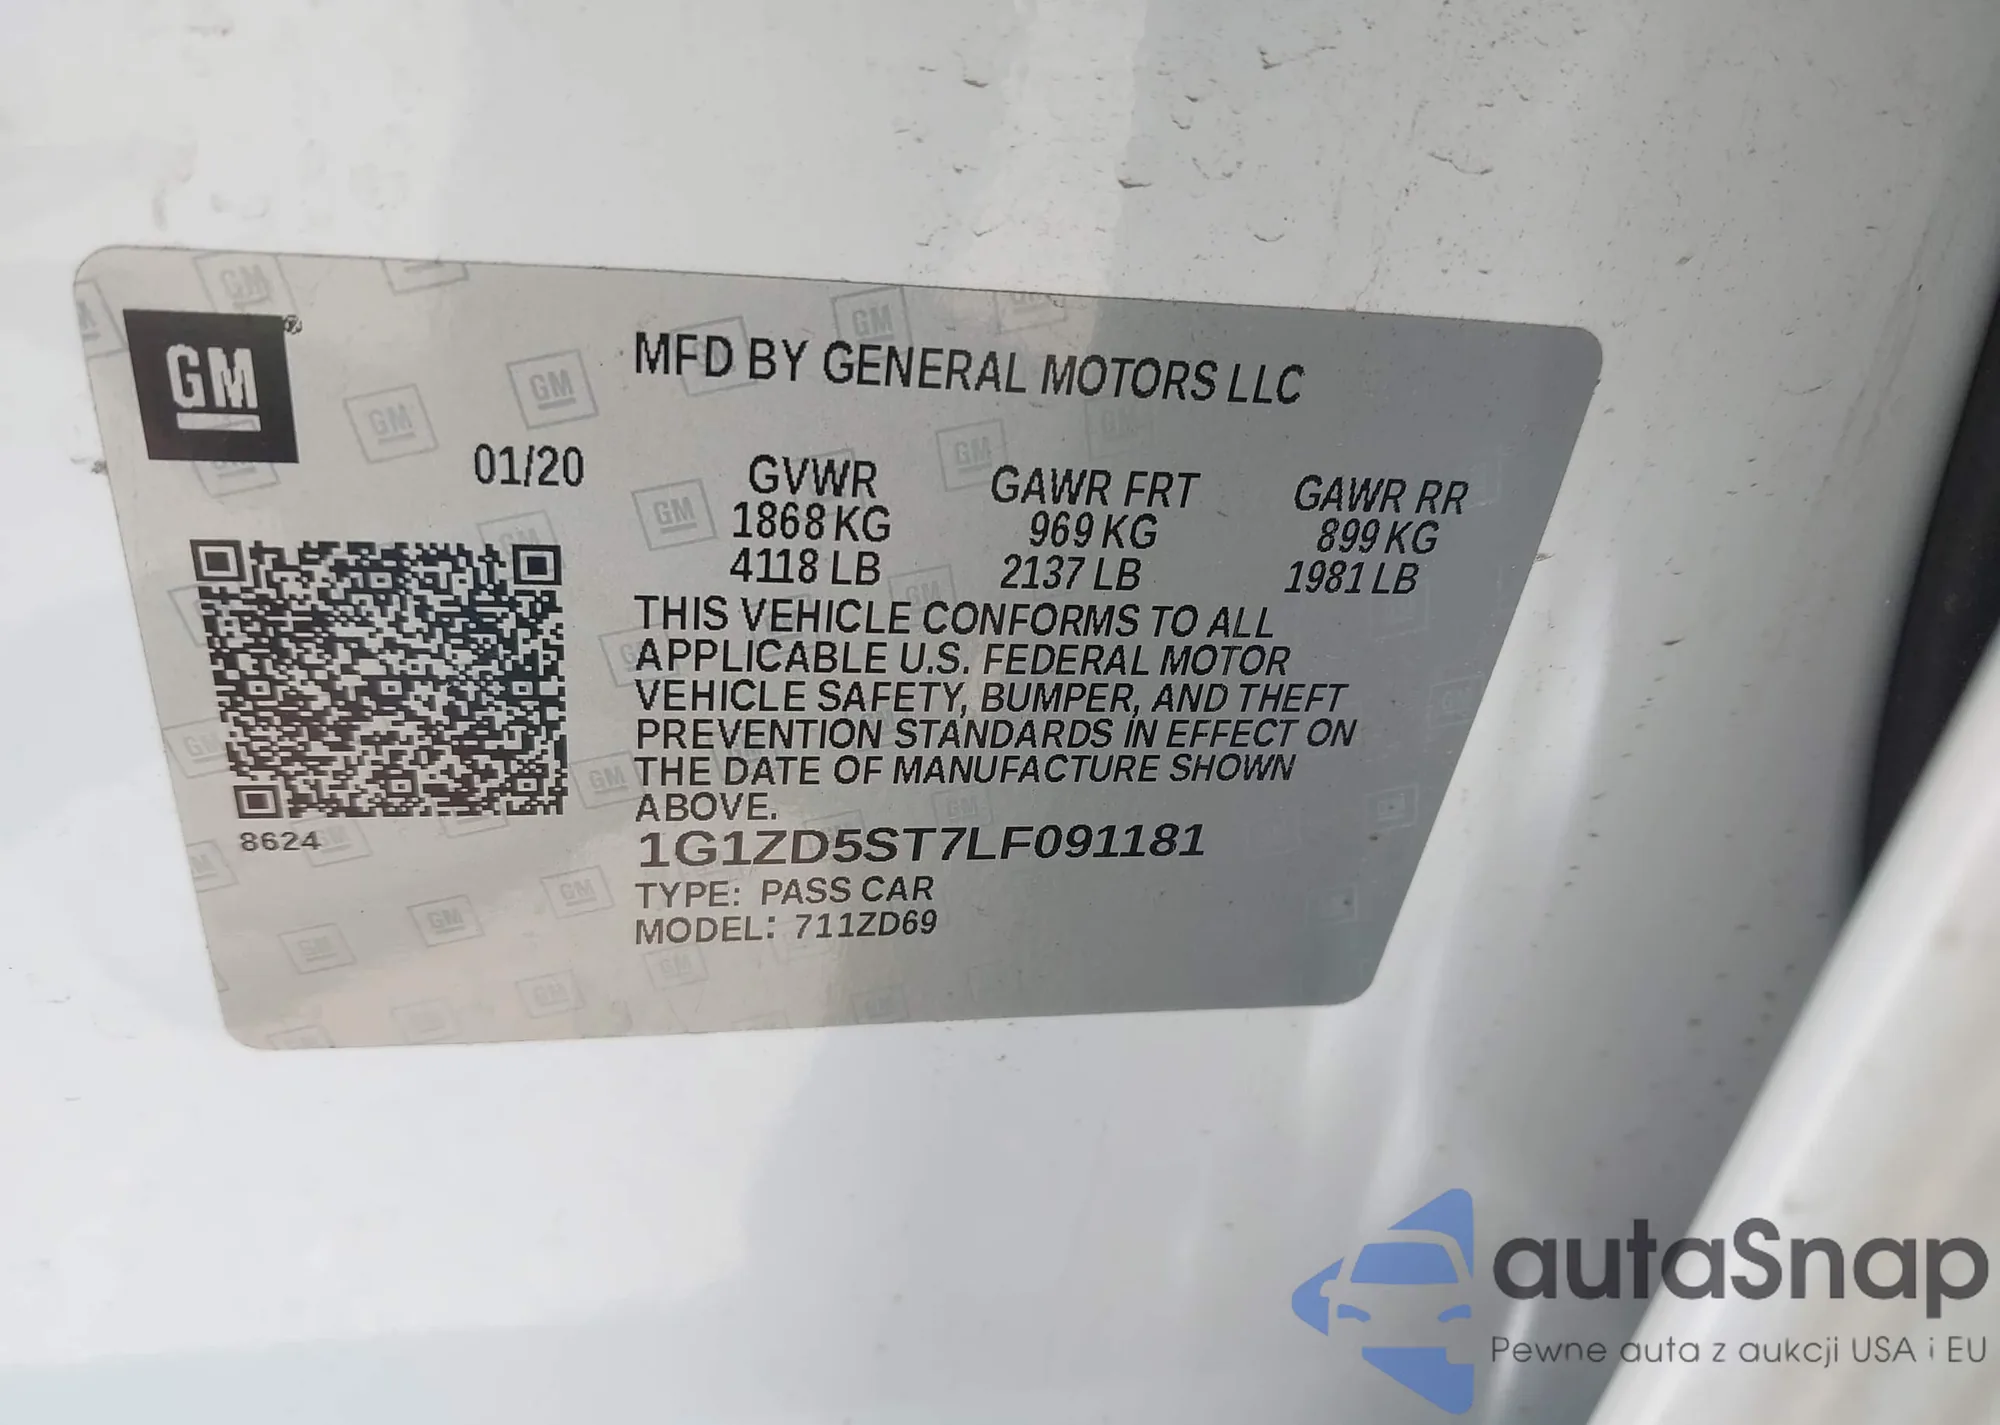 GM
MFD BY GENERAL MOTORS LLC
01/20
GVWR GAWR FRT GAWR RR
1868 KG 969 KG 899 KG
4118 LB 2137 LB 1981 LB
THIS VEHICLE CONFORMS TO ALL
APPLICABLE U.S. FEDERAL MOTOR
VEHICLE SAFETY, BUMPER, AND THEFT
PREVENTION STANDARDS IN EFFECT ON
THE DATE OF MANUFACTURE SHOWN
ABOVE.
8624
1G1ZD5ST7LF091181
TYPE: PASS CAR
MODEL: 711ZD69
autaSnap
Pewne auta z aukcji USA i EU